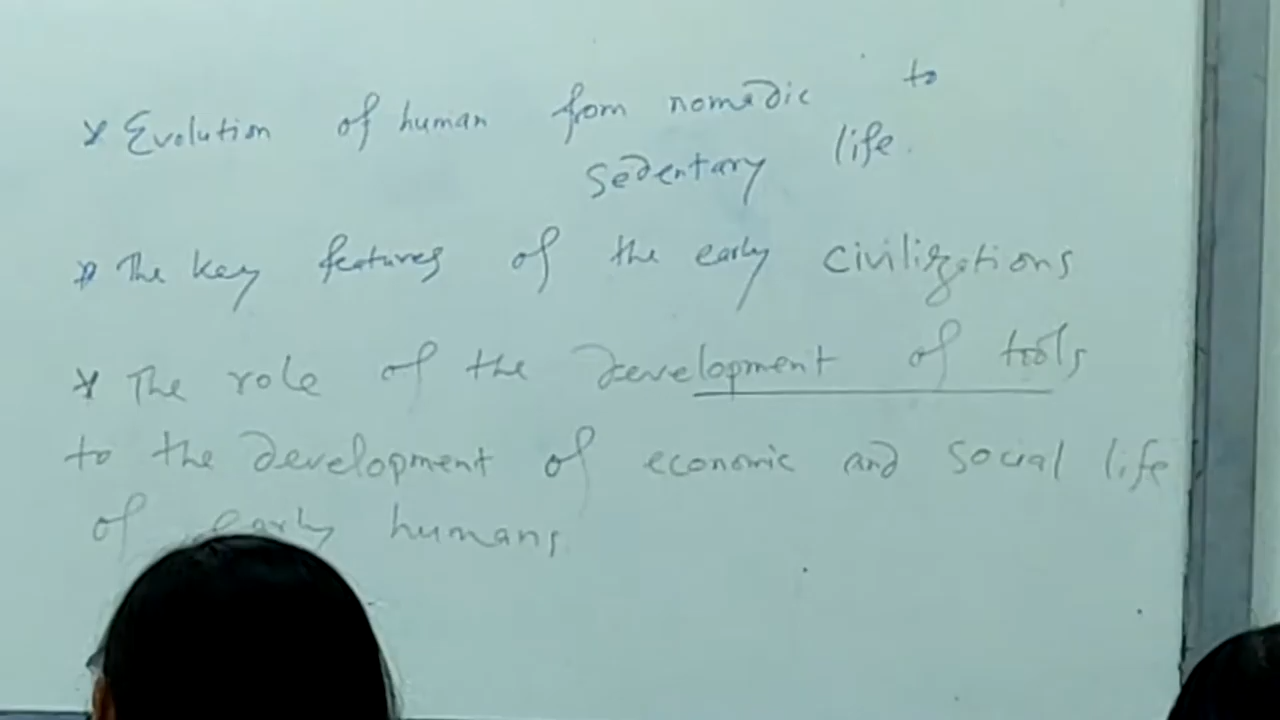 * Evolution of human from nomadic to
sedentary life.
* The key features of the early civilizations
* The role of the development of tools
to the development of economic and social life
of early humans